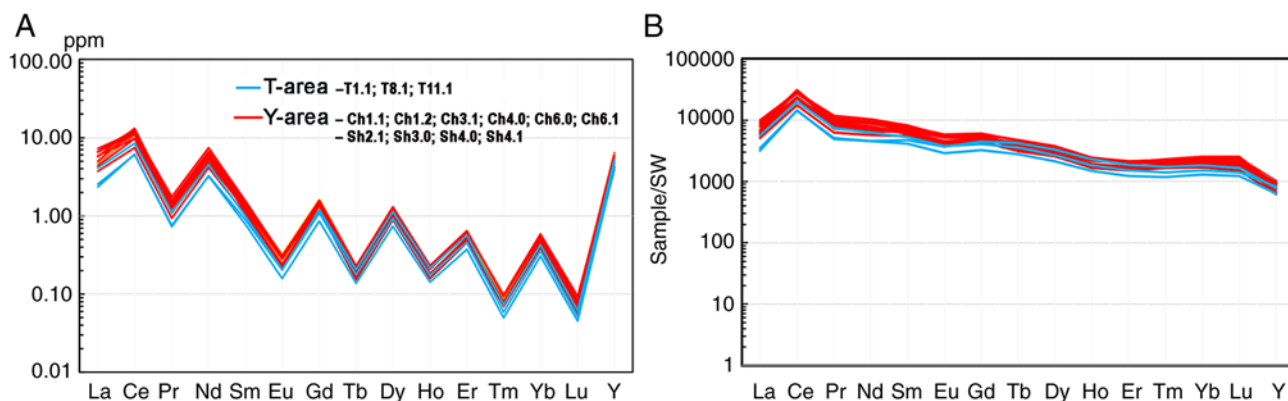 A
ppm
100.00
10.00
1.00
0.10
0.01
T-area –T1.1; T8.1; T11.1
Y-area – Ch1.1; Ch1.2; Ch3.1; Ch4.0; Ch6.0; Ch6.1
– Sh2.1; Sh3.0; Sh4.0; Sh4.1
La Ce Pr Nd Sm Eu Gd Tb Dy Ho Er Tm Yb Lu Y
B
Sample/SW
100000
10000
1000
100
10
1
La Ce Pr Nd Sm Eu Gd Tb Dy Ho Er Tm Yb Lu Y